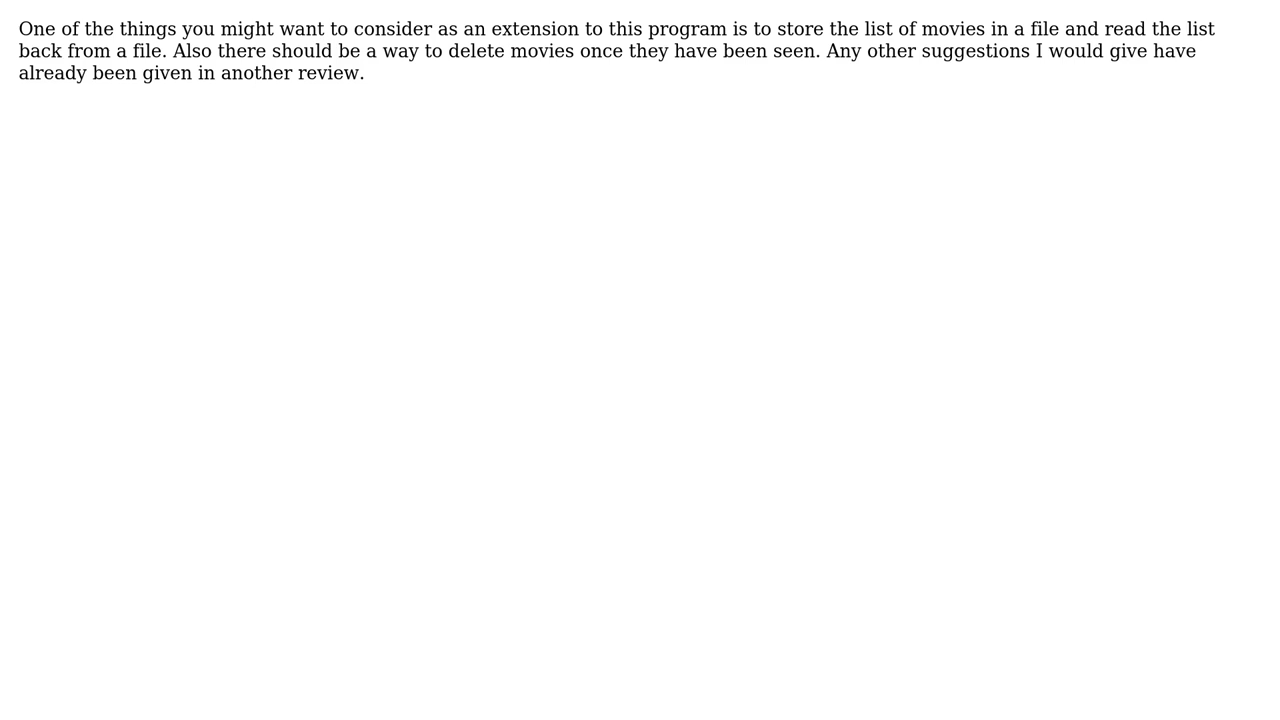 One of the things you might want to consider as an extension to this program is to store the list of movies in a file and read the list
back from a file. Also there should be a way to delete movies once they have been seen. Any other suggestions I would give have
already been given in another review.